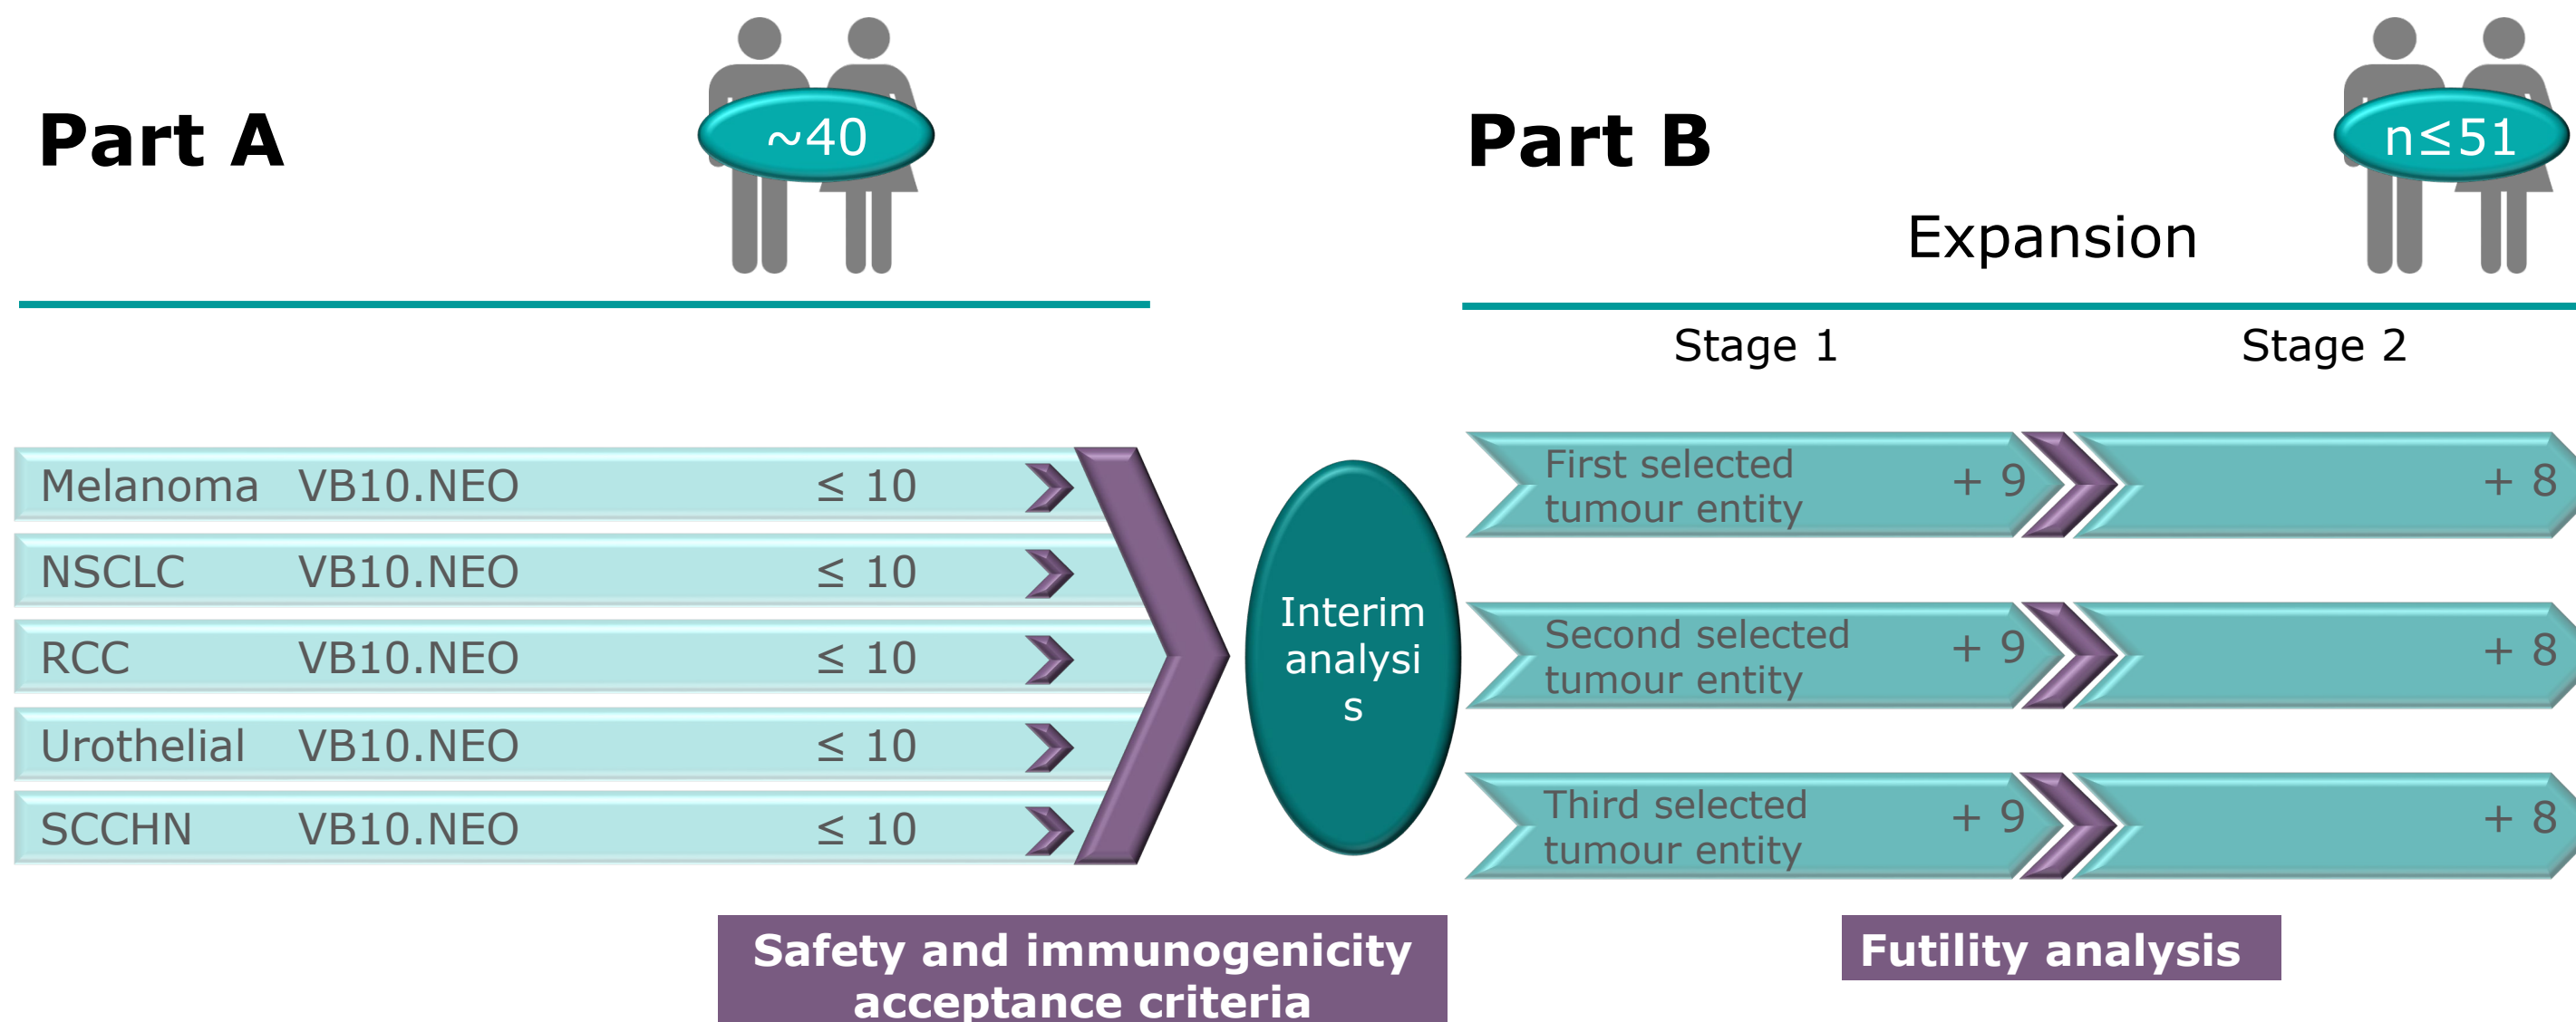 Part A
~40
Melanoma VB10.NEO ≤ 10
NSCLC VB10.NEO ≤ 10
RCC VB10.NEO ≤ 10
Urothelial VB10.NEO ≤ 10
SCCHN VB10.NEO ≤ 10
Interim
analysi
s
Safety and immunogenicity
acceptance criteria
Part B
n≤51
Expansion
Stage 1 Stage 2
First selected
tumour entity
+ 9 + 8
Second selected
tumour entity
+ 9 + 8
Third selected
tumour entity
+ 9 + 8
Futility analysis